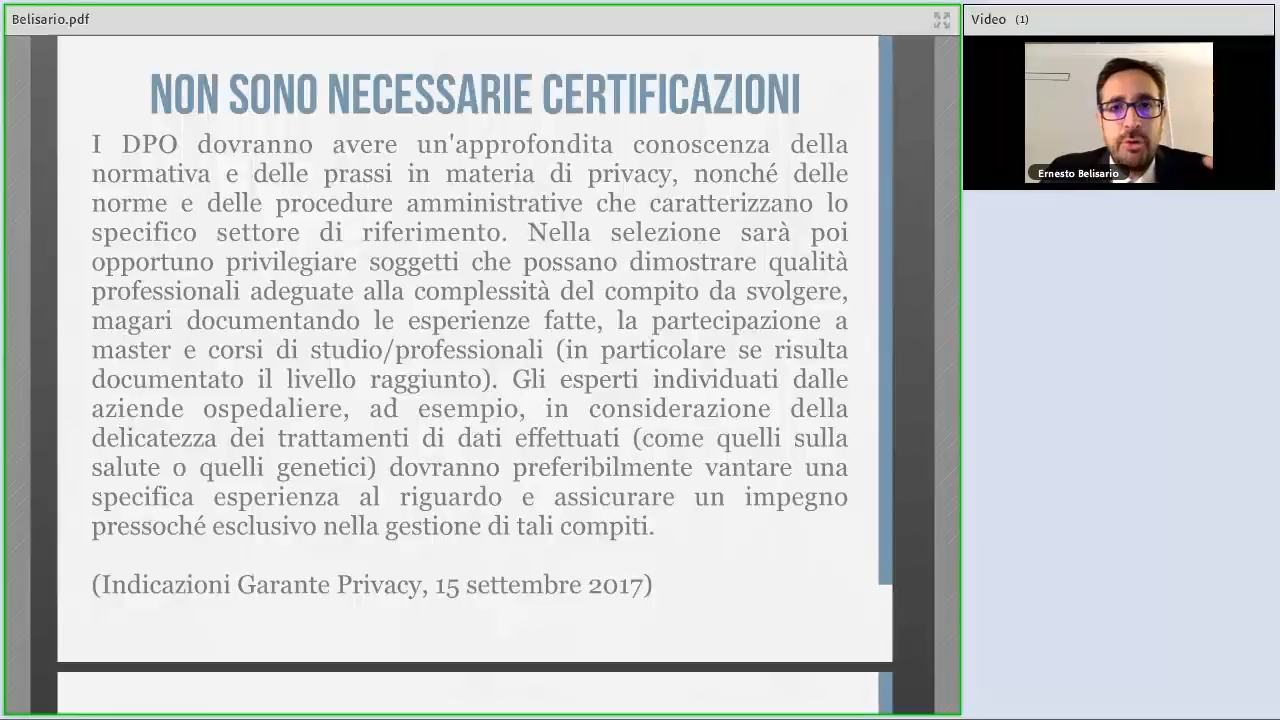 Belisario.pdf
Video (1)
NON SONO NECESSARIE CERTIFICAZIONI
I DPO dovranno avere un'approfondita conoscenza della
normativa e delle prassi in materia di privacy, nonché delle
norme e delle procedure amministrative che caratterizzano lo
specifico settore di riferimento. Nella selezione sarà poi
opportuno privilegiare soggetti che possano dimostrare qualità
professionali adeguate alla complessità del compito da svolgere,
magari documentando le esperienze fatte, la partecipazione a
master e corsi di studio/professionali (in particolare se risulta
documentato il livello raggiunto). Gli esperti individuati dalle
aziende ospedaliere, ad esempio, in considerazione della
delicatezza dei trattamenti di dati effettuati (come quelli sulla
salute o quelli genetici) dovranno preferibilmente vantare una
specifica esperienza al riguardo e assicurare un impegno
pressoché esclusivo nella gestione di tali compiti.
(Indicazioni Garante Privacy, 15 settembre 2017)
Ernesto Belisario